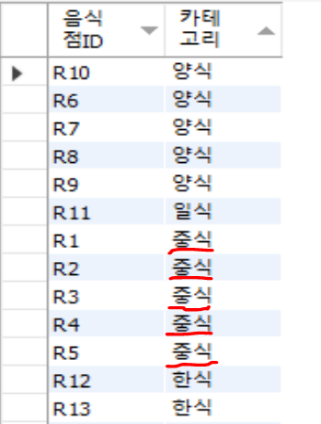 음식
점ID
카테
고리
R10 양식
R6 양식
R7 양식
R8 양식
R9 양식
R11 일식
R1 중식
R2 중식
R3 중식
R4 중식
R5 중식
R12 한식
R13 한식